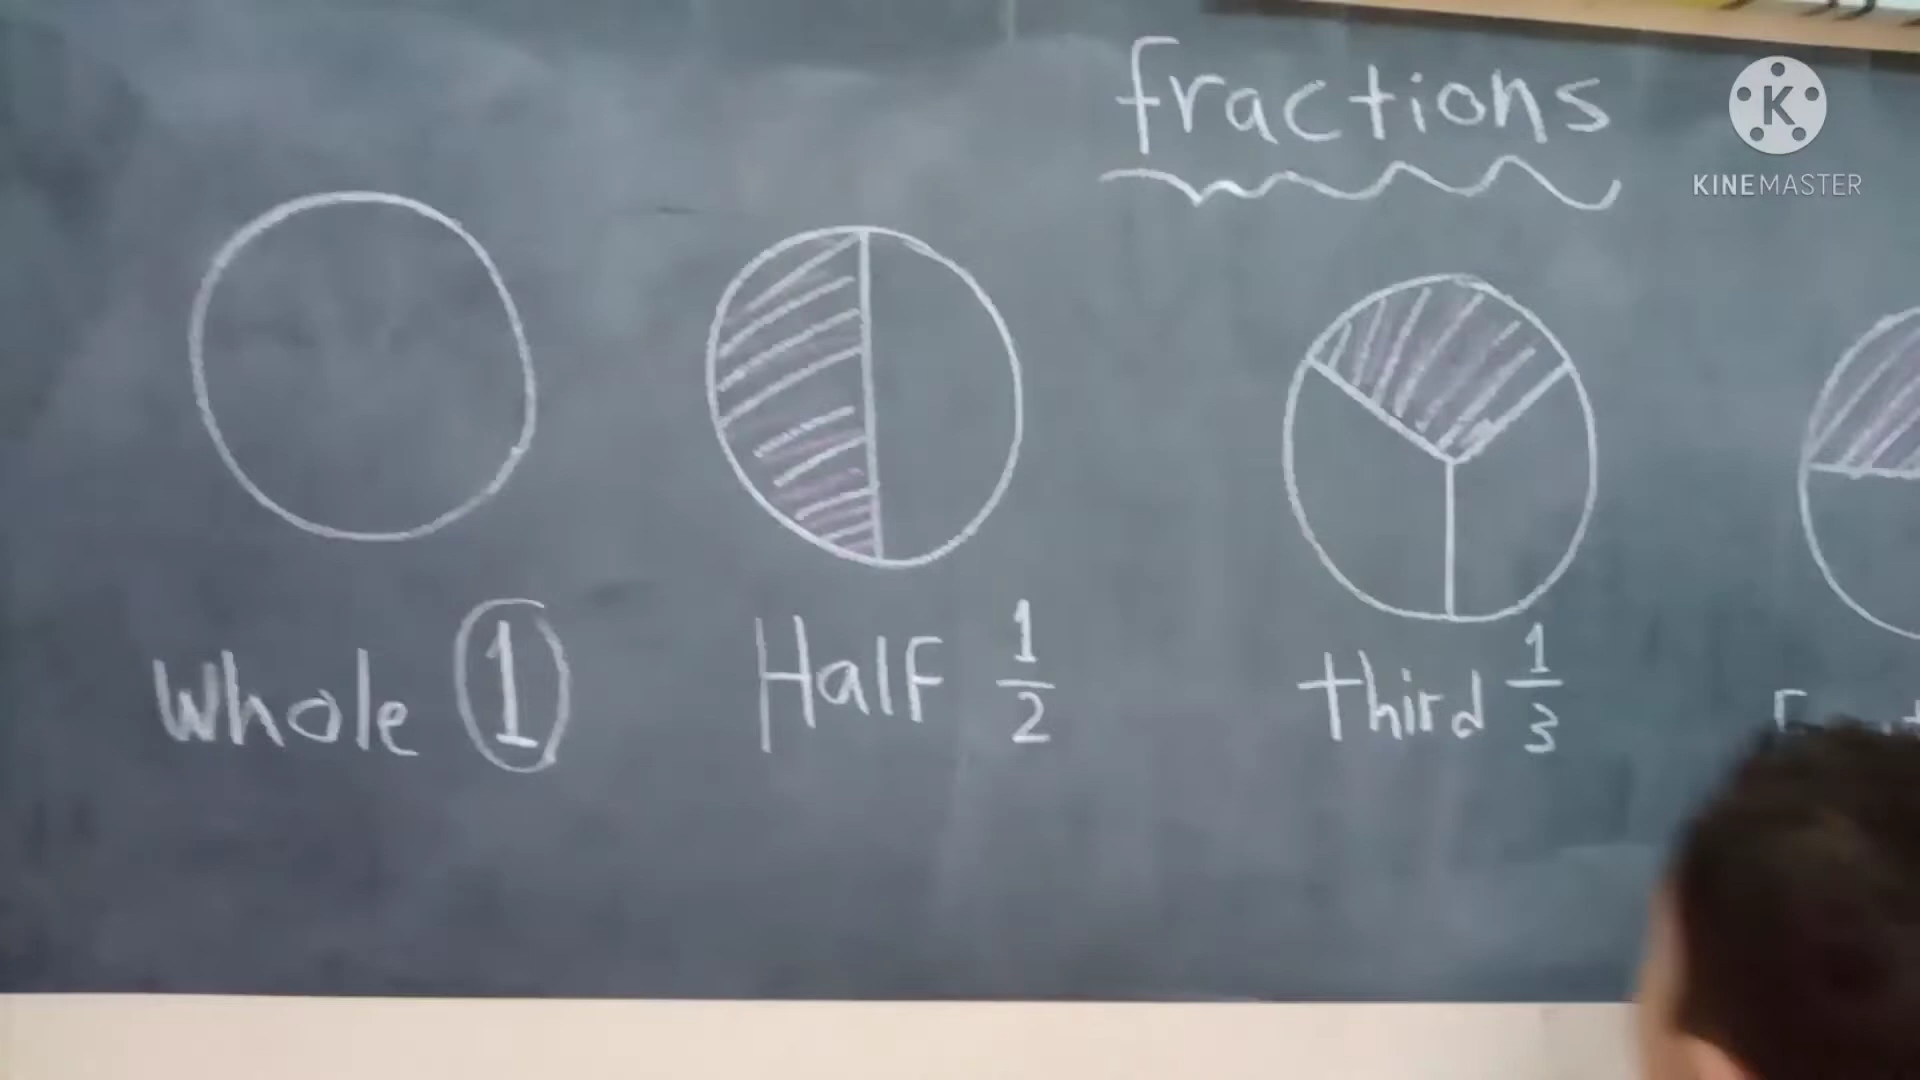 fractions
KINEMASTER
Whole 1
Half 1/2
third 1/3